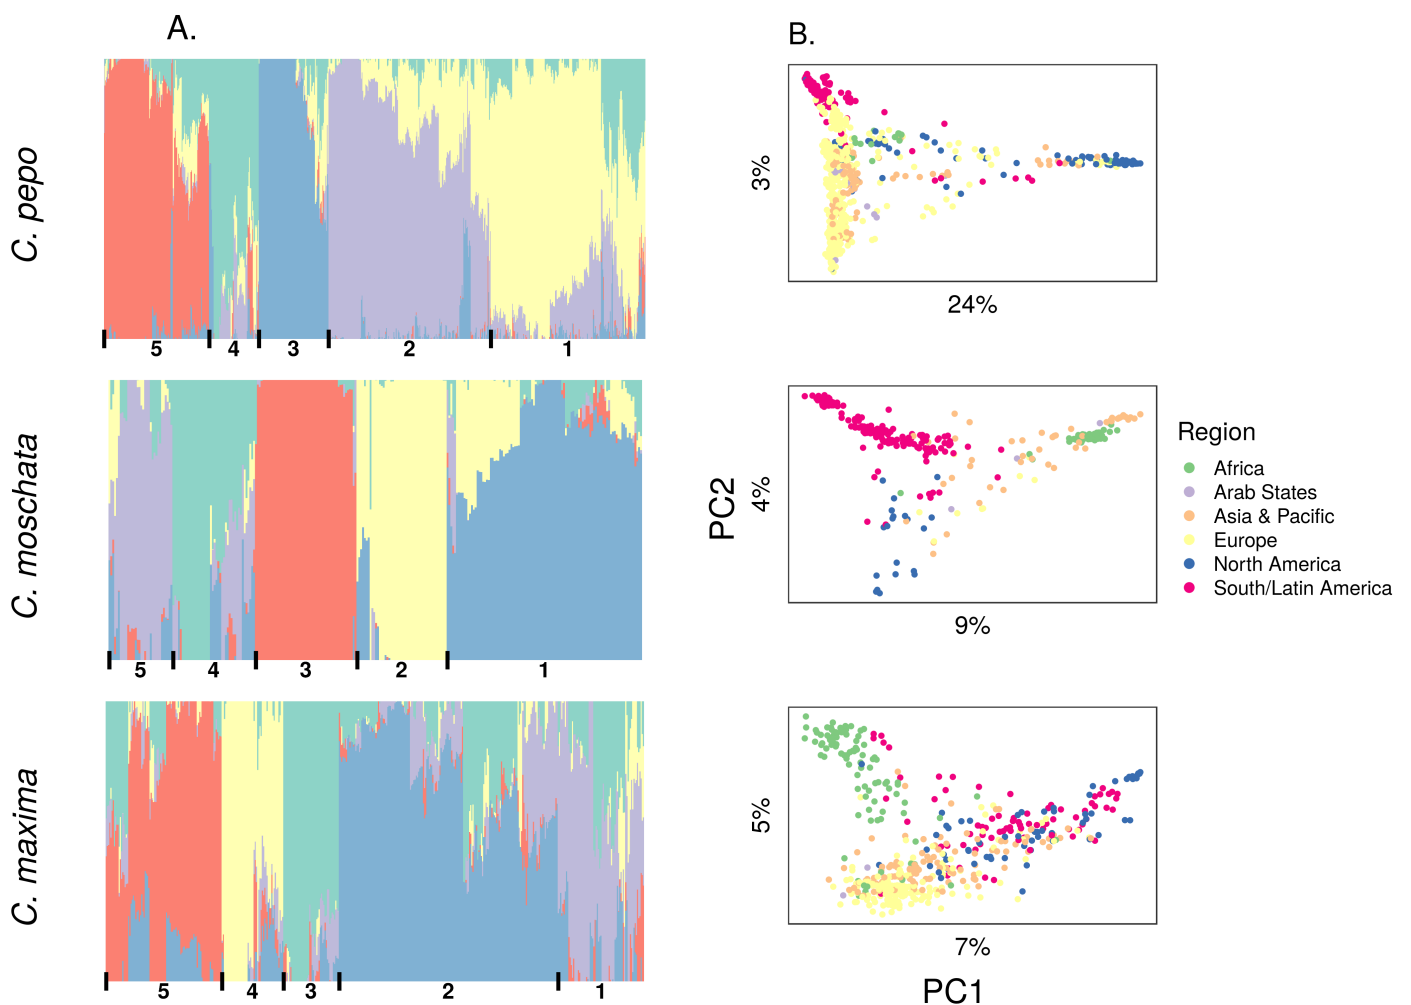 A.
B.
C. pepo
5 4 3 2 1
3%
24%
C. moschata
5 4 3 2 1
PC2
4%
9%
Region
Africa
Arab States
Asia & Pacific
Europe
North America
South/Latin America
C. maxima
5 4 3 2 1
5%
7%
PC1